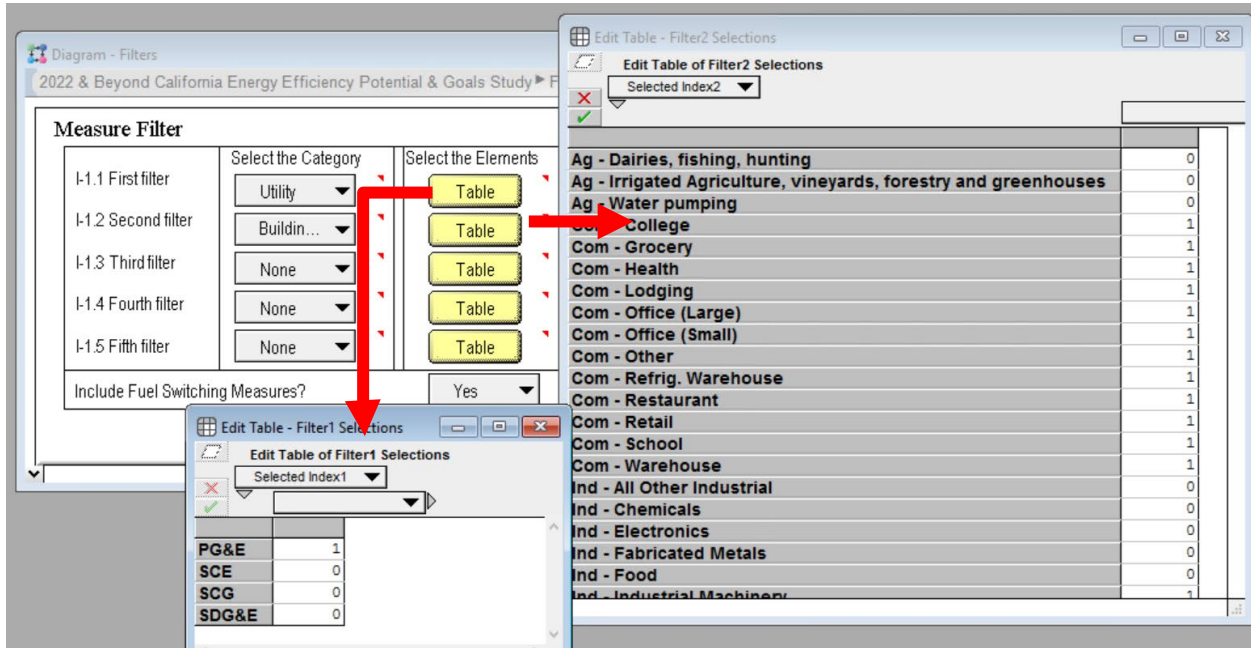 Diagram - Filters
2022 & Beyond California Energy Efficiency Potential & Goals Study F
Measure Filter
Select the Category
Select the Elements
I-1.1 First filter
Utility
Table
I-1.2 Second filter
Buildin...
Table
I-1.3 Third filter
None
Table
I-1.4 Fourth filter
None
Table
I-1.5 Fifth filter
None
Table
Include Fuel Switching Measures?
Yes
Edit Table - Filter1 Selections
Edit Table of Filter1 Selections
Selected Index1
PG&E 1
SCE 0
SCG 0
SDG&E 0
Edit Table - Filter2 Selections
Edit Table of Filter2 Selections
Selected Index2
Ag - Dairies, fishing, hunting 0
Ag - Irrigated Agriculture, vineyards, forestry and greenhouses 0
Ag - Water pumping 0
Com - College 1
Com - Grocery 1
Com - Health 1
Com - Lodging 1
Com - Office (Large) 1
Com - Office (Small) 1
Com - Other 1
Com - Refrig. Warehouse 1
Com - Restaurant 1
Com - Retail 1
Com - School 1
Com - Warehouse 1
Ind - All Other Industrial 0
Ind - Chemicals 0
Ind - Electronics 0
Ind - Fabricated Metals 0
Ind - Food 0
Ind - Industrial Machinery 1